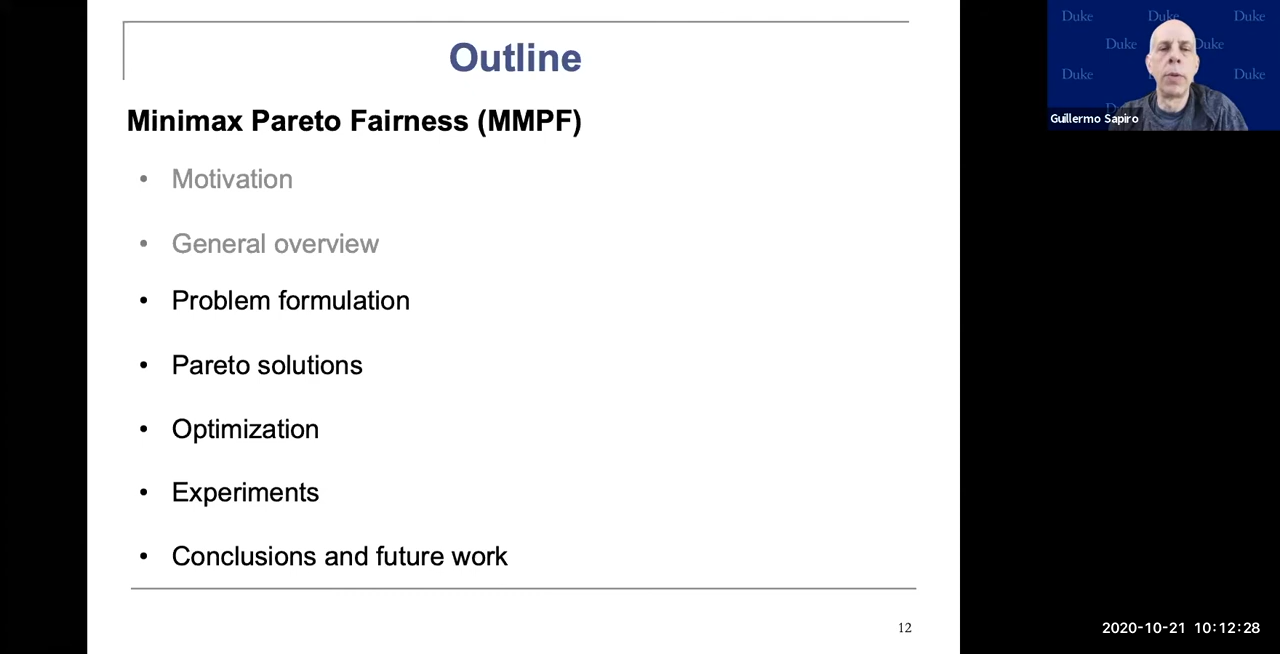 Outline
Minimax Pareto Fairness (MMPF)
• Motivation
• General overview
• Problem formulation
• Pareto solutions
• Optimization
• Experiments
• Conclusions and future work
12
Duke Duke Duke
Duke Duke
Duke Duke
Guillermo Sapiro
2020-10-21 10:12:28